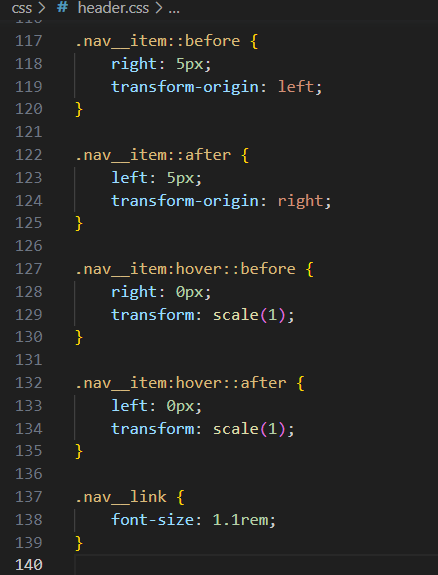 css > # header.css > ...
117 .nav__item::before {
118     right: 5px;
119     transform-origin: left;
120 }
121
122 .nav__item::after {
123     left: 5px;
124     transform-origin: right;
125 }
126
127 .nav__item:hover::before {
128     right: 0px;
129     transform: scale(1);
130 }
131
132 .nav__item:hover::after {
133     left: 0px;
134     transform: scale(1);
135 }
136
137 .nav__link {
138     font-size: 1.1rem;
139 }
140